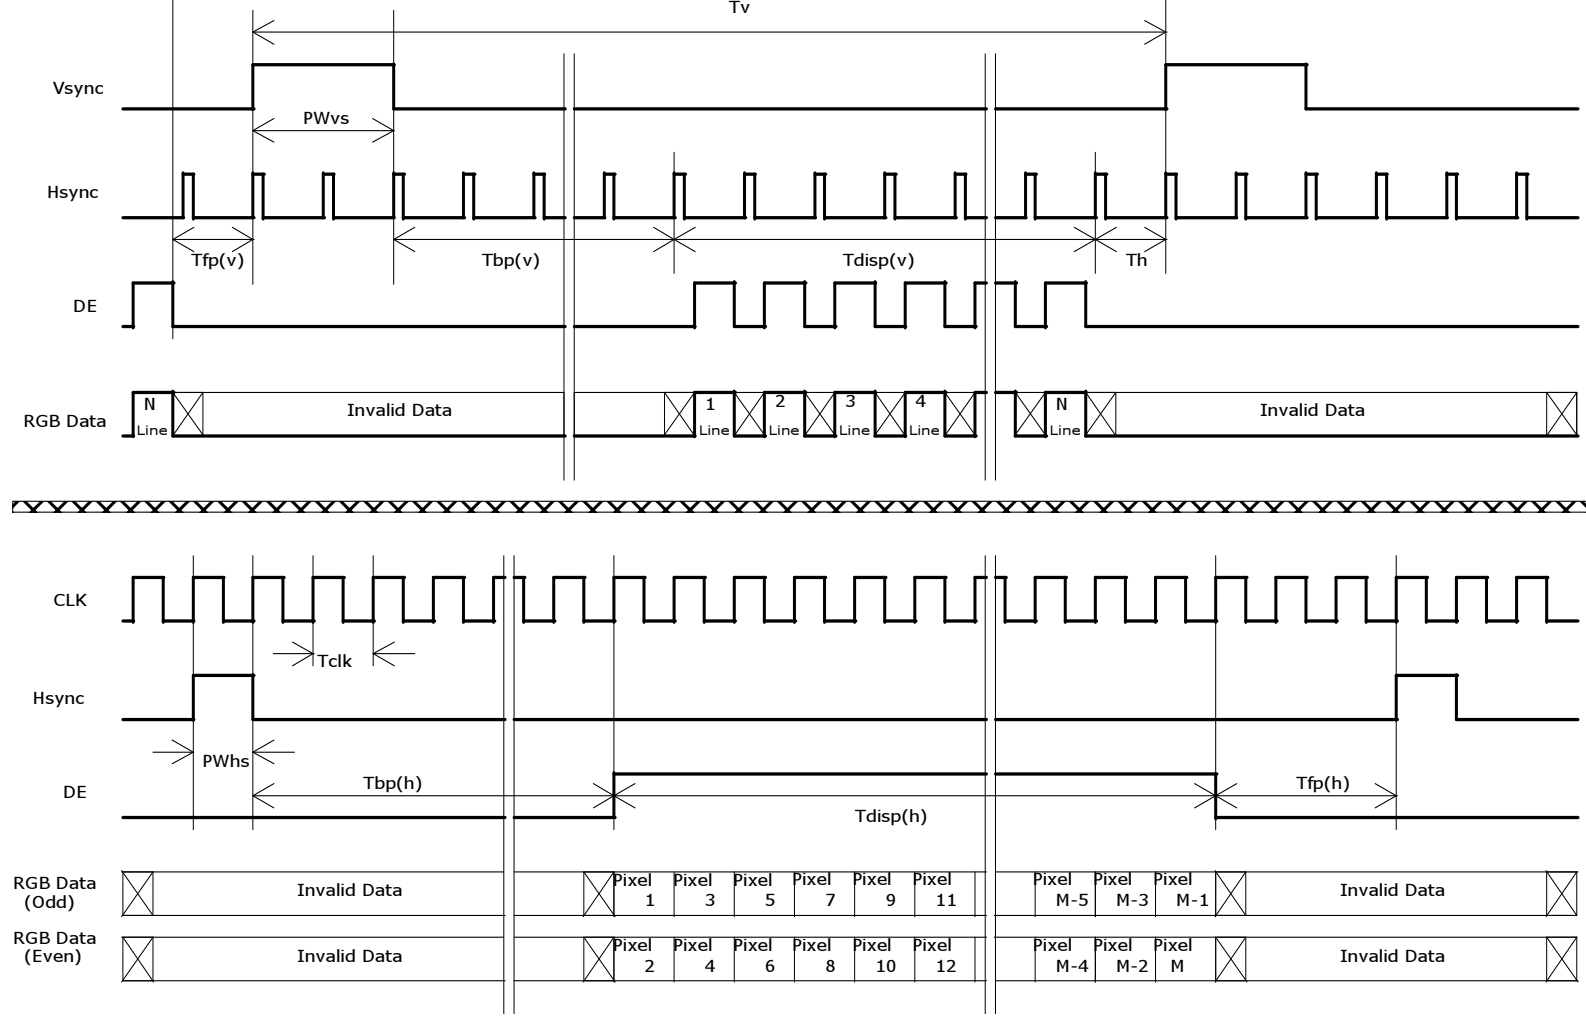 Tv
Vsync
PWvs
Hsync
Tfp(v) Tbp(v) Tdisp(v) Th
DE
N 1 2 3 4 N
Invalid Data Invalid Data
RGB Data
Line Line Line Line Line Line
CLK
Tclk
Hsync
PWhs
Tbp(h) Tfp(h)
DE
Tdisp(h)
RGB Data
(Odd)
Invalid Data
Pixel Pixel Pixel Pixel Pixel Pixel Pixel Pixel Pixel
1 3 5 7 9 11 M-5 M-3 M-1
Invalid Data
RGB Data
(Even)
Invalid Data
Pixel Pixel Pixel Pixel Pixel Pixel Pixel Pixel Pixel
2 4 6 8 10 12 M-4 M-2 M
Invalid Data